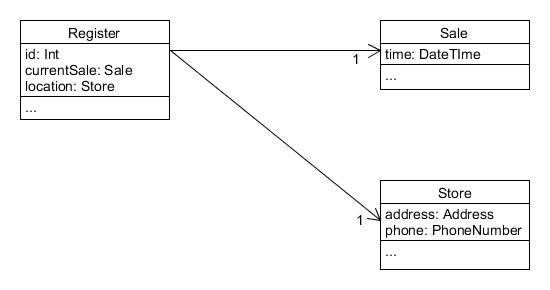 Register
id: Int
currentSale: Sale
location: Store
...
1
Sale
time: DateTIme
...
1
Store
address: Address
phone: PhoneNumber
...